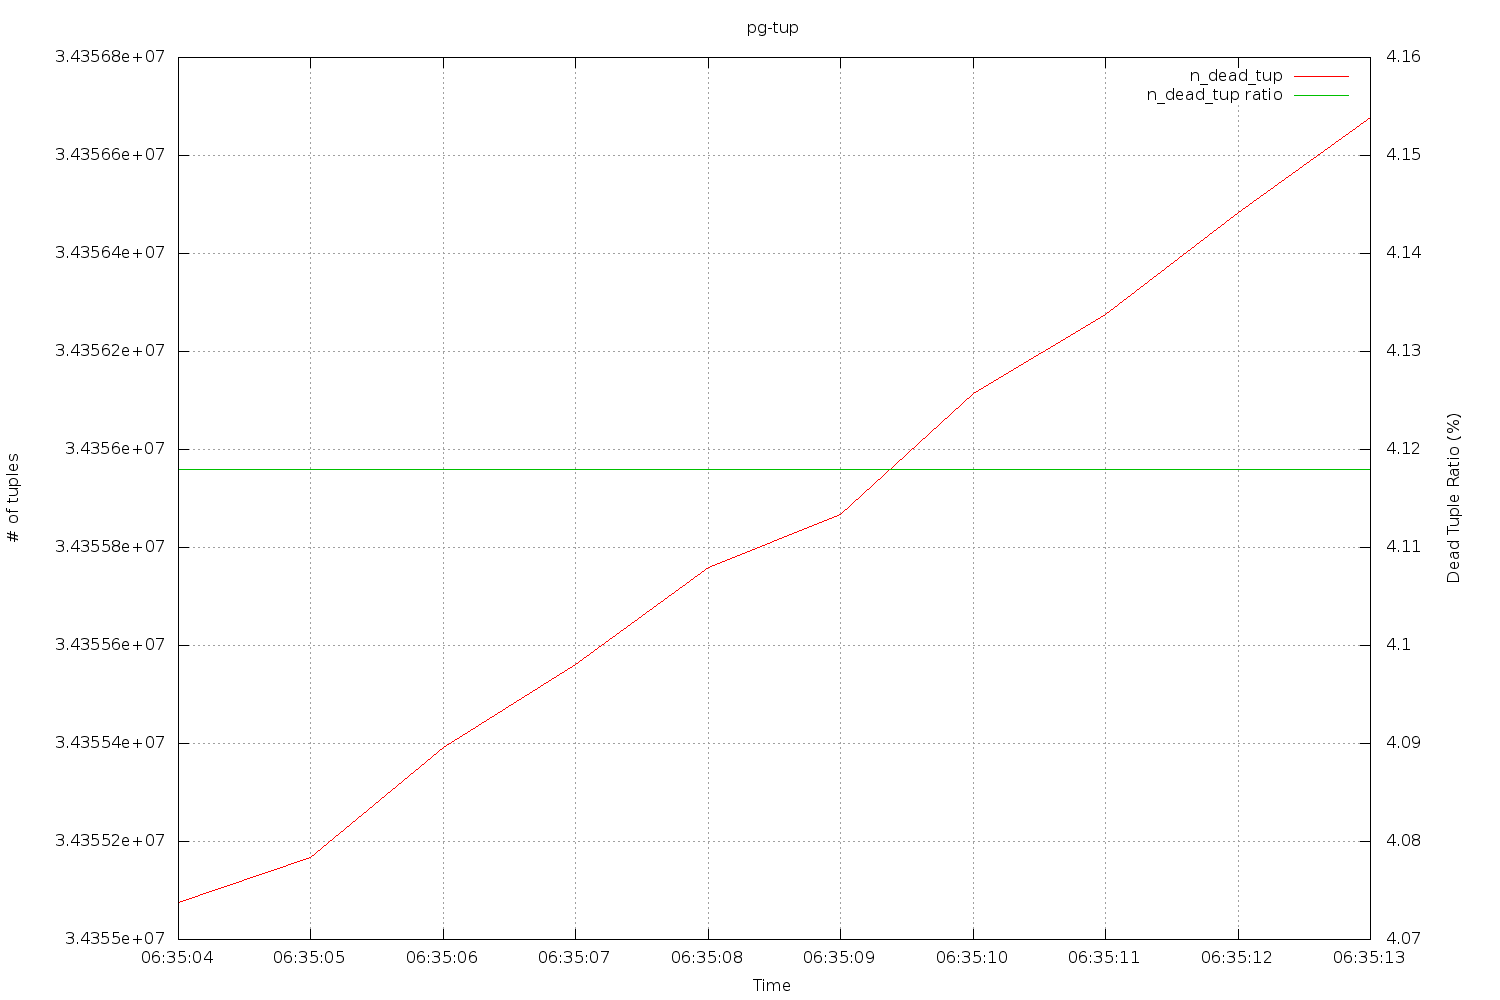 pg-tup
3.43568e+07
3.43566e+07
3.43564e+07
3.43562e+07
3.4356e+07
3.43558e+07
3.43556e+07
3.43554e+07
3.43552e+07
3.4355e+07
# of tuples
n_dead_tup
n_dead_tup ratio
4.16
4.15
4.14
4.13
4.12
4.11
4.1
4.09
4.08
4.07
Dead Tuple Ratio (%)
06:35:04 06:35:05 06:35:06 06:35:07 06:35:08 06:35:09 06:35:10 06:35:11 06:35:12 06:35:13
Time